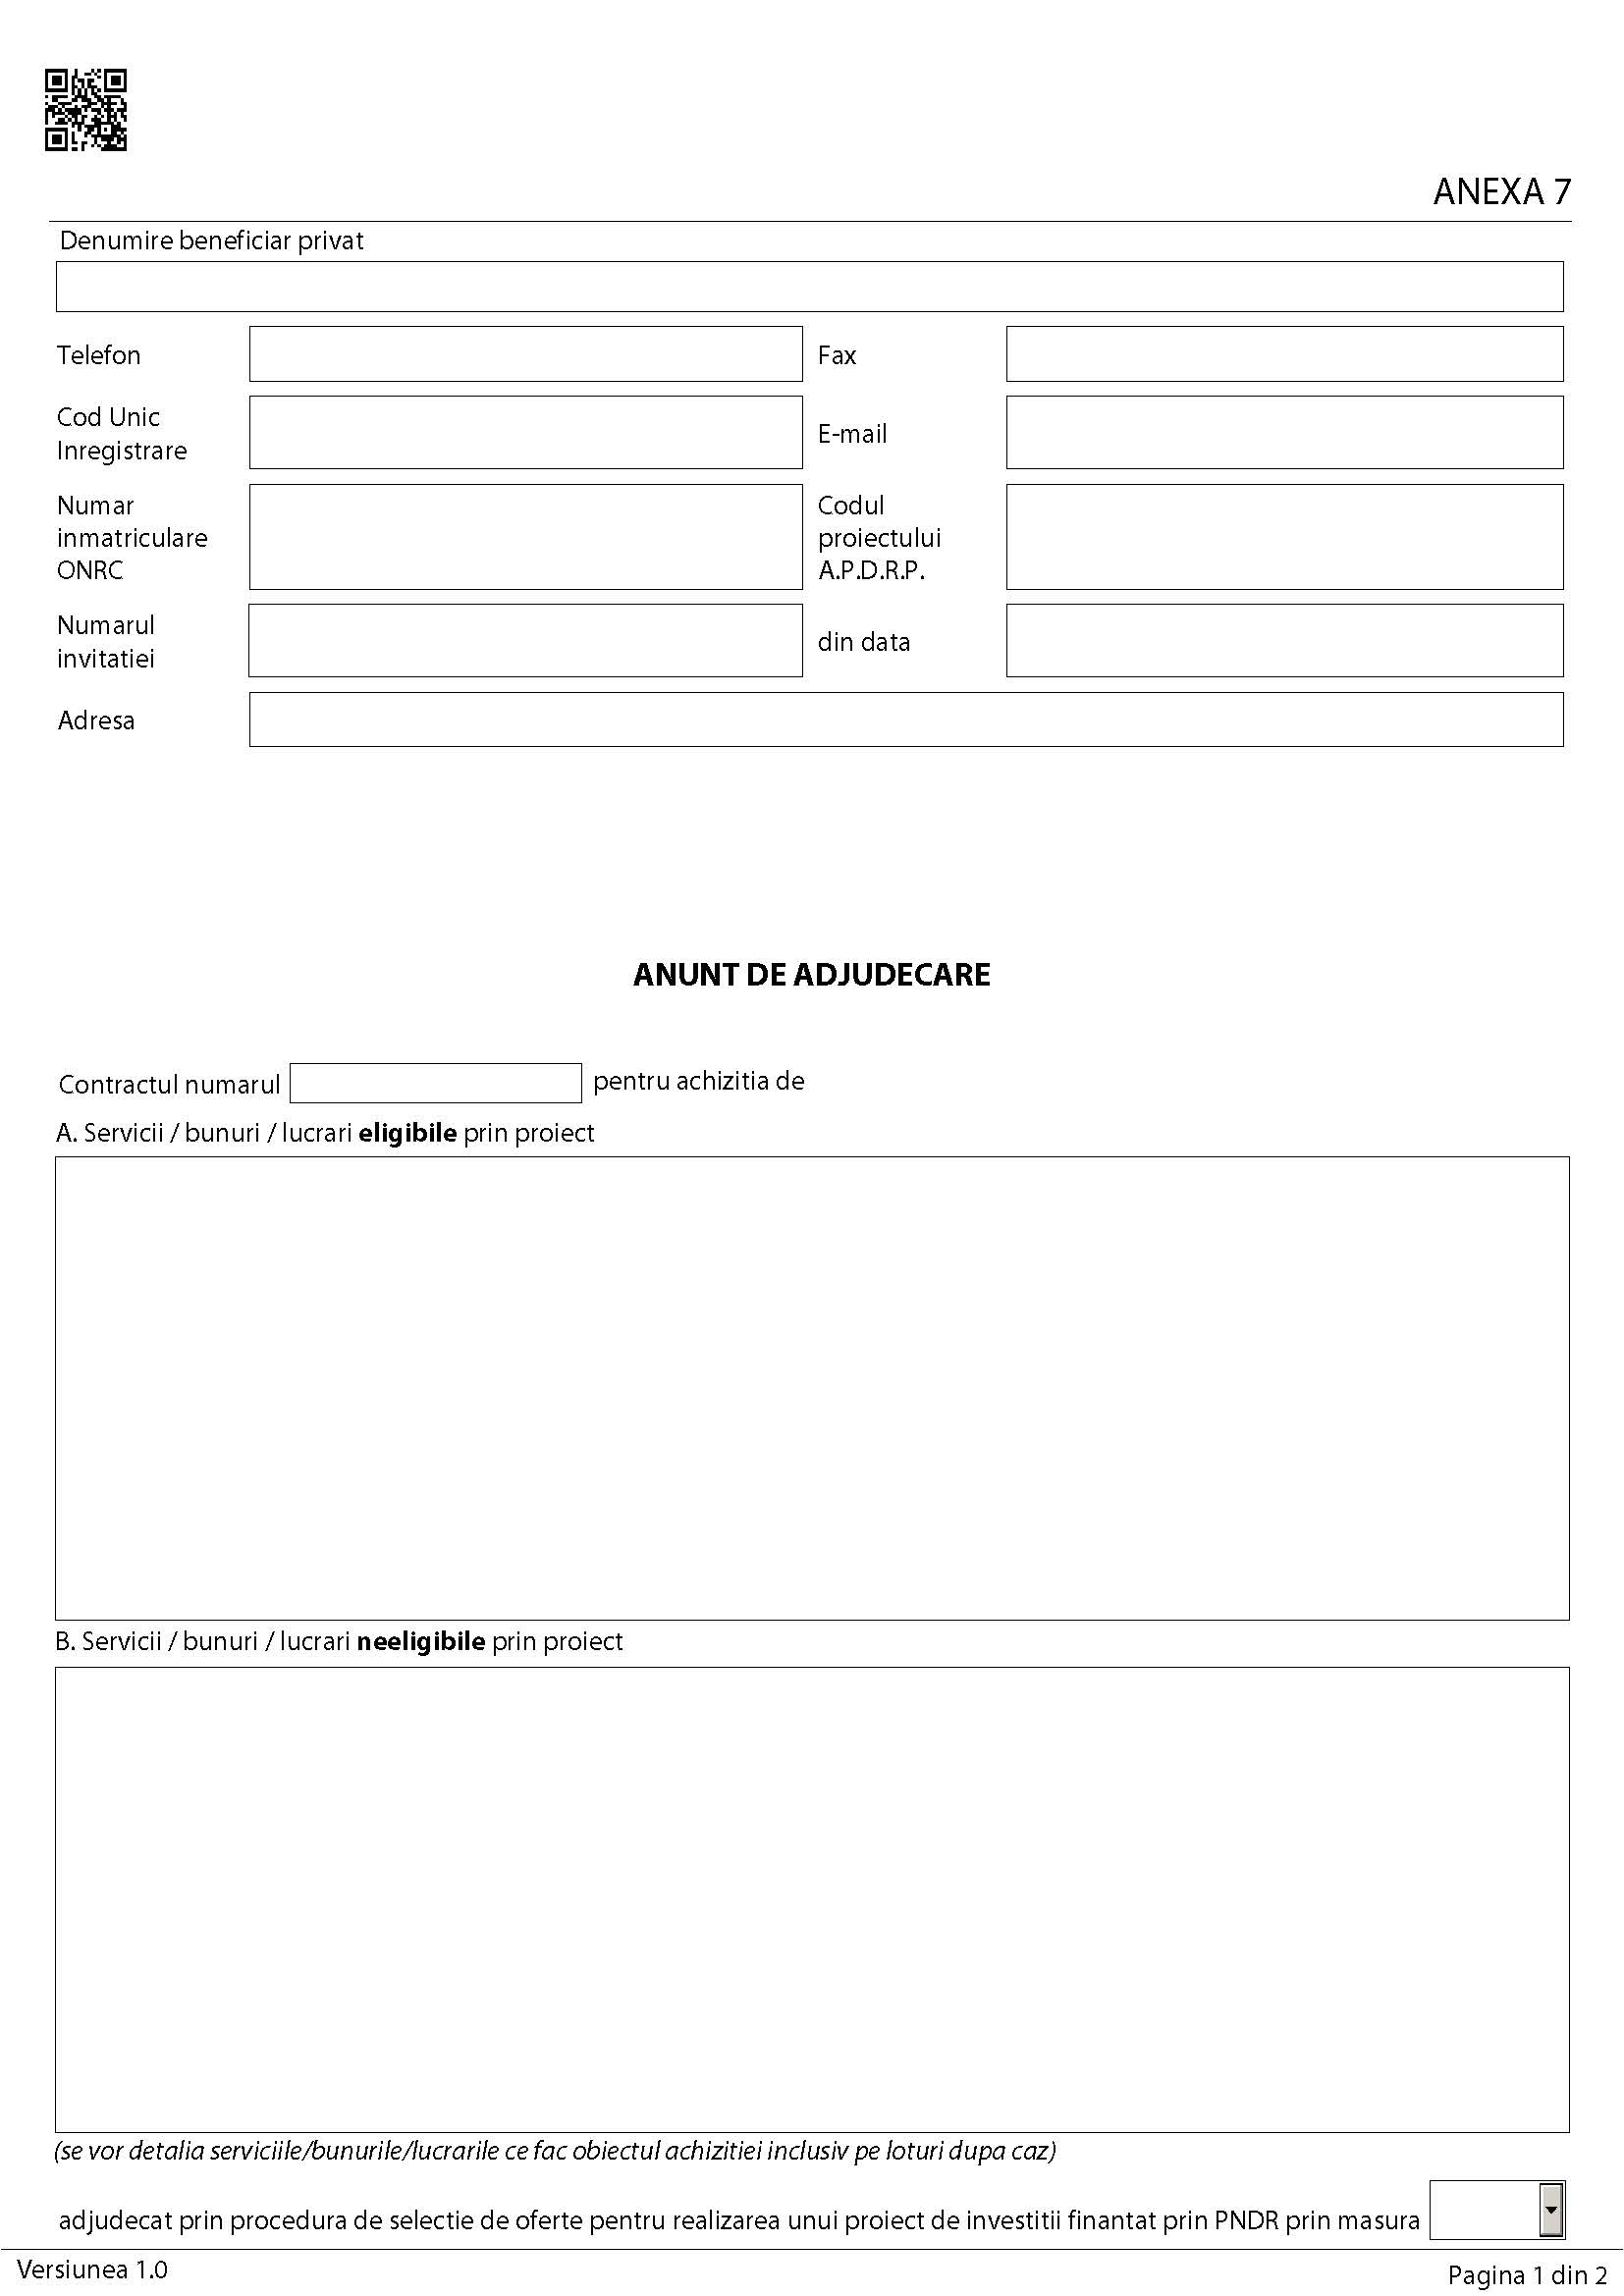 ANEXA 7
Denumire beneficiar privat
Telefon
Fax
Cod Unic
Inregistrare
E-mail
Numar
inmatriculare
ONRC
Codul
proiectului
A.P.D.R.P.
Numarul
invitatiei
din data
Adresa
ANUNT DE ADJUDECARE
Contractul numarul pentru achizitia de
A. Servicii / bunuri / lucrari eligibile prin proiect
B. Servicii / bunuri / lucrari neeligibile prin proiect
(se vor detalia serviciile/bunurile/lucrarile ce fac obiectul achizitiei inclusiv pe loturi dupa caz)
adjudecat prin procedura de selectie de oferte pentru realizarea unui proiect de investitii finantat prin PNDR prin masura
Versiunea 1.0
Pagina 1 din 2